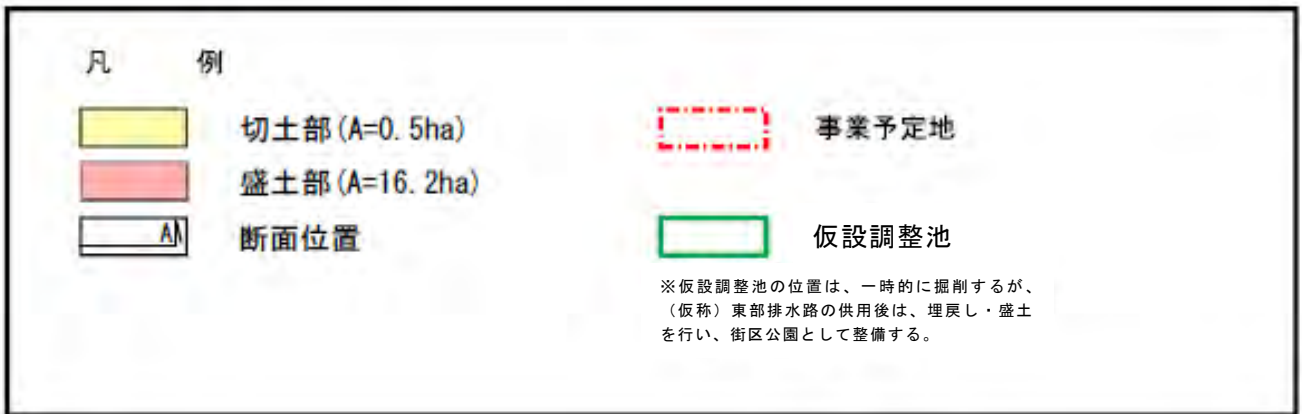 凡　例
切土部(A=0.5ha)
盛土部(A=16.2ha)
A
断面位置
事業予定地
仮設調整池
※仮設調整池の位置は、一時的に掘削するが、
（仮称）東部排水路の供用後は、埋戻し・盛土
を行い、街区公園として整備する。